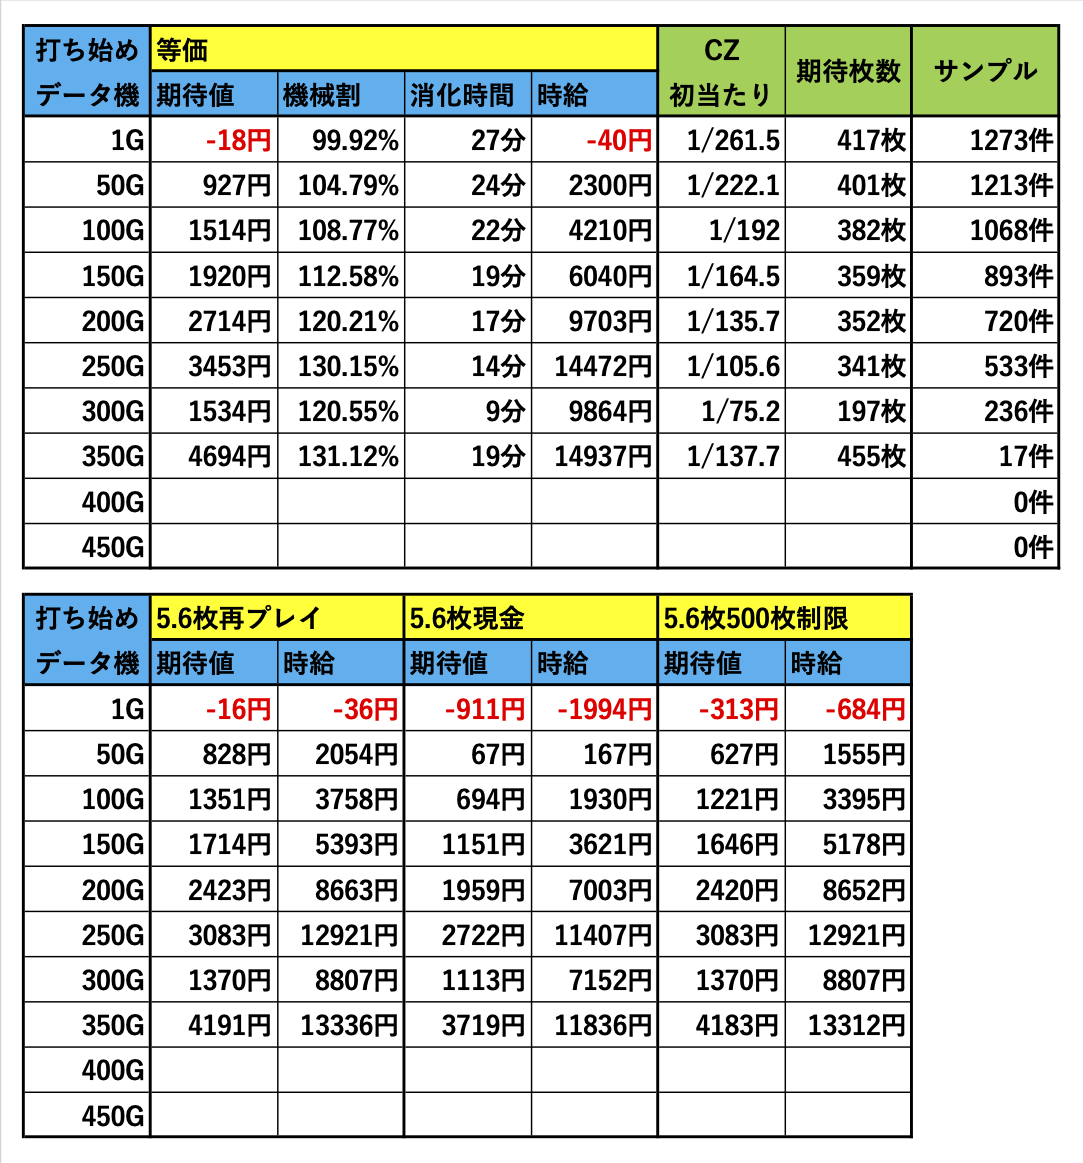 打ち始め 等価 CZ 期待枚数 サンプル
データ機 期待値 機械割 消化時間 時給 初当たり
1G -18円 99.92% 27分 -40円 1/261.5 417枚 1273件
50G 927円 104.79% 24分 2300円 1/222.1 401枚 1213件
100G 1514円 108.77% 22分 4210円 1/192 382枚 1068件
150G 1920円 112.58% 19分 6040円 1/164.5 359枚 893件
200G 2714円 120.21% 17分 9703円 1/135.7 352枚 720件
250G 3453円 130.15% 14分 14472円 1/105.6 341枚 533件
300G 1534円 120.55% 9分 9864円 1/75.2 197枚 236件
350G 4694円 131.12% 19分 14937円 1/137.7 455枚 17件
400G 0件
450G 0件
打ち始め 5.6枚再プレイ 5.6枚現金 5.6枚500枚制限
データ機 期待値 時給 期待値 時給 期待値 時給
1G -16円 -36円 -911円 -1994円 -313円 -684円
50G 828円 2054円 67円 167円 627円 1555円
100G 1351円 3758円 694円 1930円 1221円 3395円
150G 1714円 5393円 1151円 3621円 1646円 5178円
200G 2423円 8663円 1959円 7003円 2420円 8652円
250G 3083円 12921円 2722円 11407円 3083円 12921円
300G 1370円 8807円 1113円 7152円 1370円 8807円
350G 4191円 13336円 3719円 11836円 4183円 13312円
400G
450G